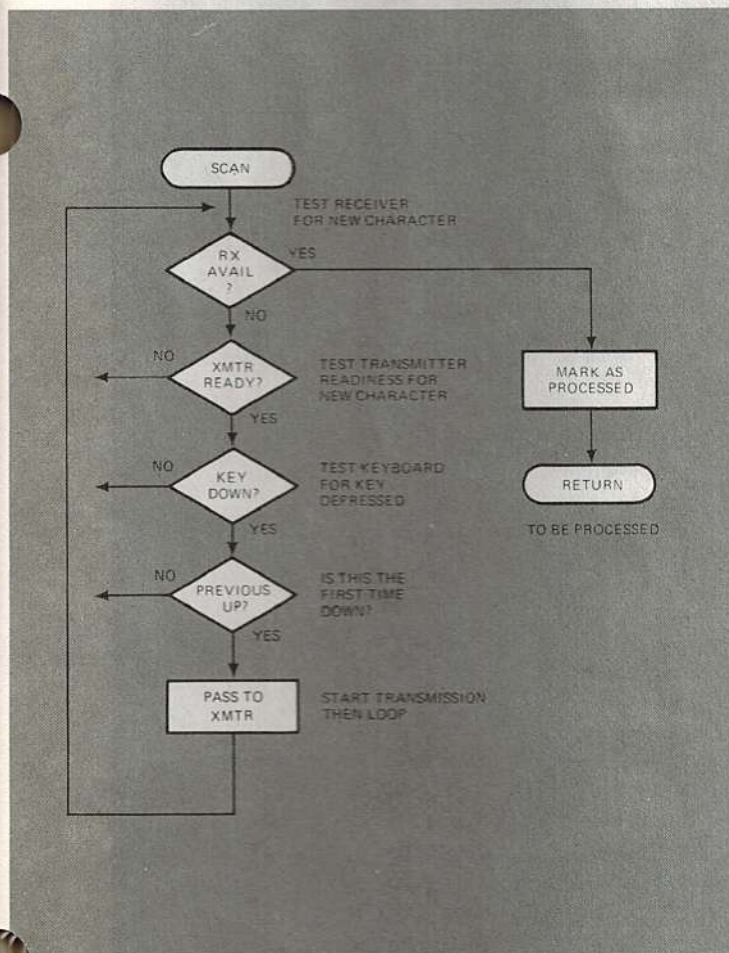 SCAN
TEST RECEIVER
FOR NEW CHARACTER
RX
AVAIL
?
YES
NO
XMTR
READY?
NO
YES
TEST TRANSMITTER
READINESS FOR
NEW CHARACTER
MARK AS
PROCESSED
KEY
DOWN?
NO
YES
TEST KEYBOARD
FOR KEY
DEPRESSED
RETURN
TO BE PROCESSED
PREVIOUS
UP?
NO
YES
IS THIS THE
FIRST TIME
DOWN?
PASS TO
XMTR
START TRANSMISSION
THEN LOOP